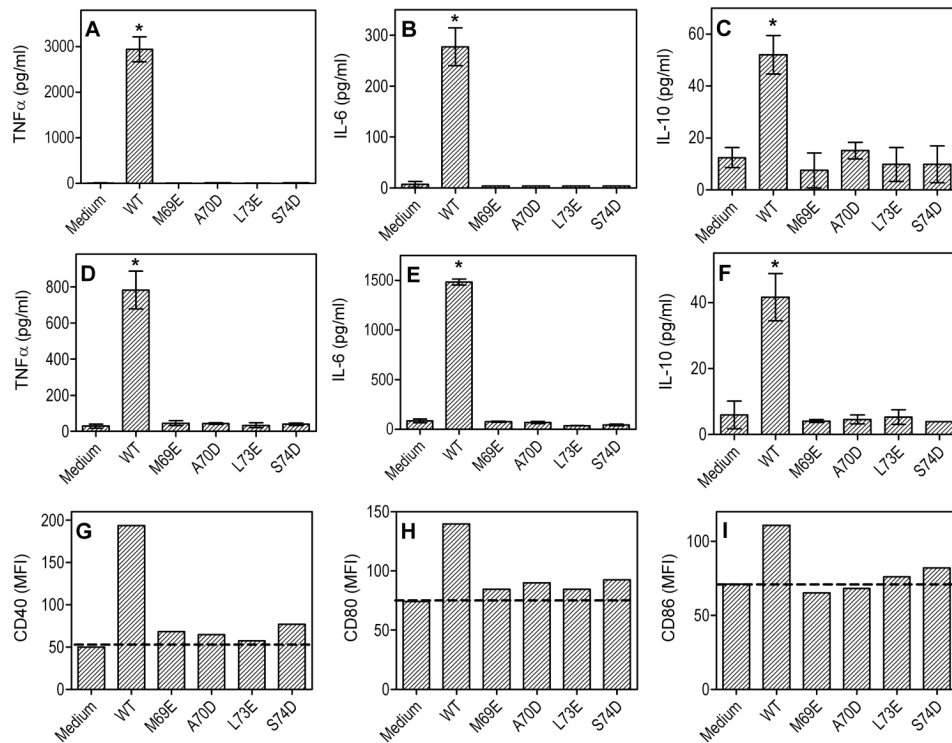 A
TNFα (pg/ml)
3000
2000
1000
0
*
Medium WT M69E A70D L73E S74D
B
IL-6 (pg/ml)
300
200
100
0
*
Medium WT M69E A70D L73E S74D
C
IL-10 (pg/ml)
60
40
20
0
*
Medium WT M69E A70D L73E S74D
D
TNFα (pg/ml)
800
600
400
200
0
*
Medium WT M69E A70D L73E S74D
E
IL-6 (pg/ml)
1500
1000
500
0
*
Medium WT M69E A70D L73E S74D
F
IL-10 (pg/ml)
40
20
0
*
Medium WT M69E A70D L73E S74D
G
CD40 (MFI)
200
150
100
50
0
Medium WT M69E A70D L73E S74D
H
CD80 (MFI)
150
100
50
0
Medium WT M69E A70D L73E S74D
I
CD86 (MFI)
100
50
0
Medium WT M69E A70D L73E S74D